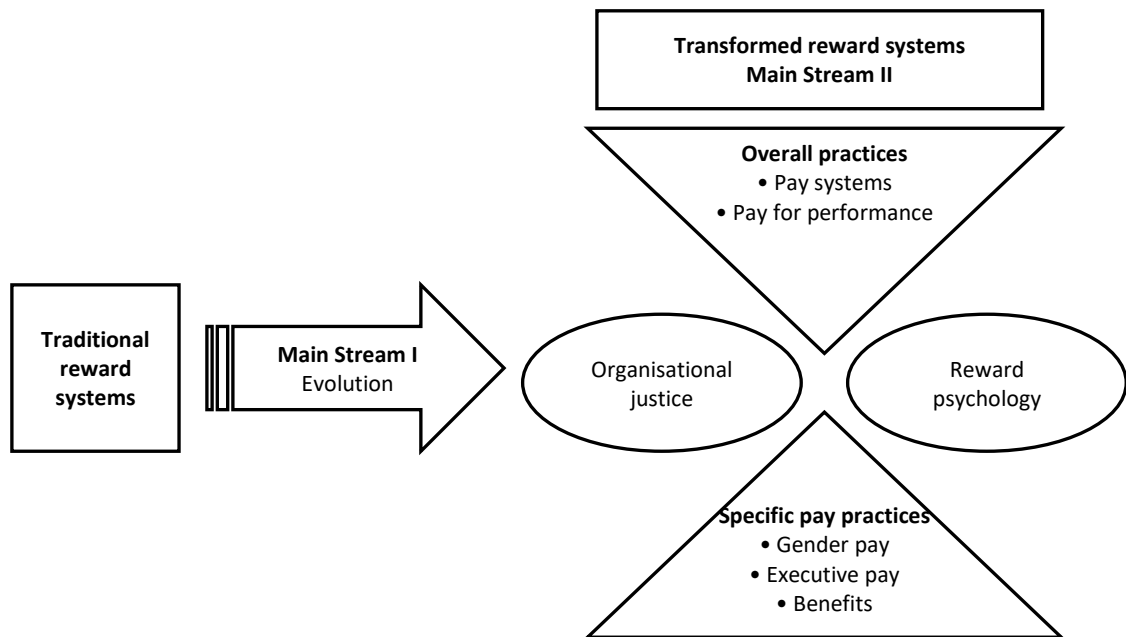 Transformed reward systems
Main Stream II
Overall practices
• Pay systems
• Pay for performance
Traditional
reward
systems
Main Stream I
Evolution
Organisational
justice
Reward
psychology
Specific pay practices
• Gender pay
• Executive pay
• Benefits